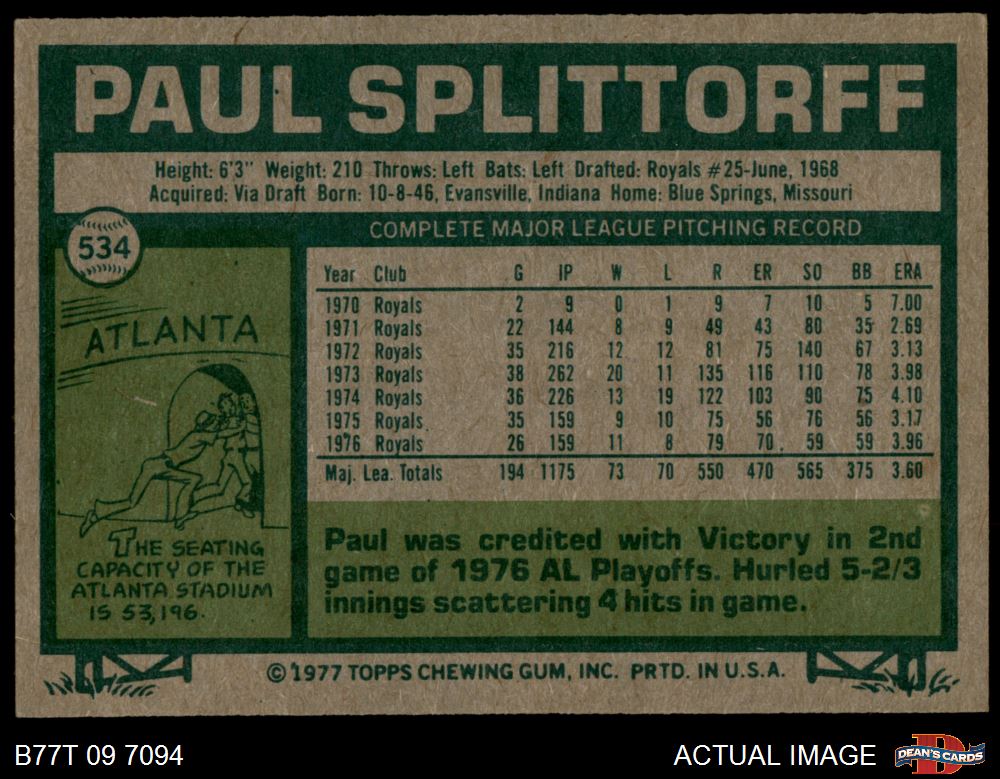 PAUL SPLITTORFF
Height: 6'3" Weight: 210 Throws: Left Bats: Left Drafted: Royals #25-June, 1968
Acquired: Via Draft Born: 10-8-46, Evansville, Indiana Home: Blue Springs, Missouri
534
COMPLETE MAJOR LEAGUE PITCHING RECORD
Year Club G IP W L R ER SO BB ERA
1970 Royals 2 9 0 1 9 7 10 5 7.00
1971 Royals 22 144 8 9 49 43 80 35 2.69
1972 Royals 35 216 12 12 81 75 140 67 3.13
1973 Royals 38 262 20 11 135 116 110 78 3.98
1974 Royals 36 226 13 19 122 103 90 75 4.10
1975 Royals 35 159 9 10 75 56 76 56 3.17
1976 Royals 26 159 11 8 79 70 59 59 3.96
Maj. Lea. Totals 194 1175 73 70 550 470 565 375 3.60
ATLANTA
THE SEATING
CAPACITY OF THE
ATLANTA STADIUM
IS 53,196.
Paul was credited with Victory in 2nd
game of 1976 AL Playoffs. Hurled 5-2/3
innings scattering 4 hits in game.
© 1977 TOPPS CHEWING GUM, INC. PRTD. IN U.S.A.
B77T 09 7094
ACTUAL IMAGE
D
DEAN'S CARDS